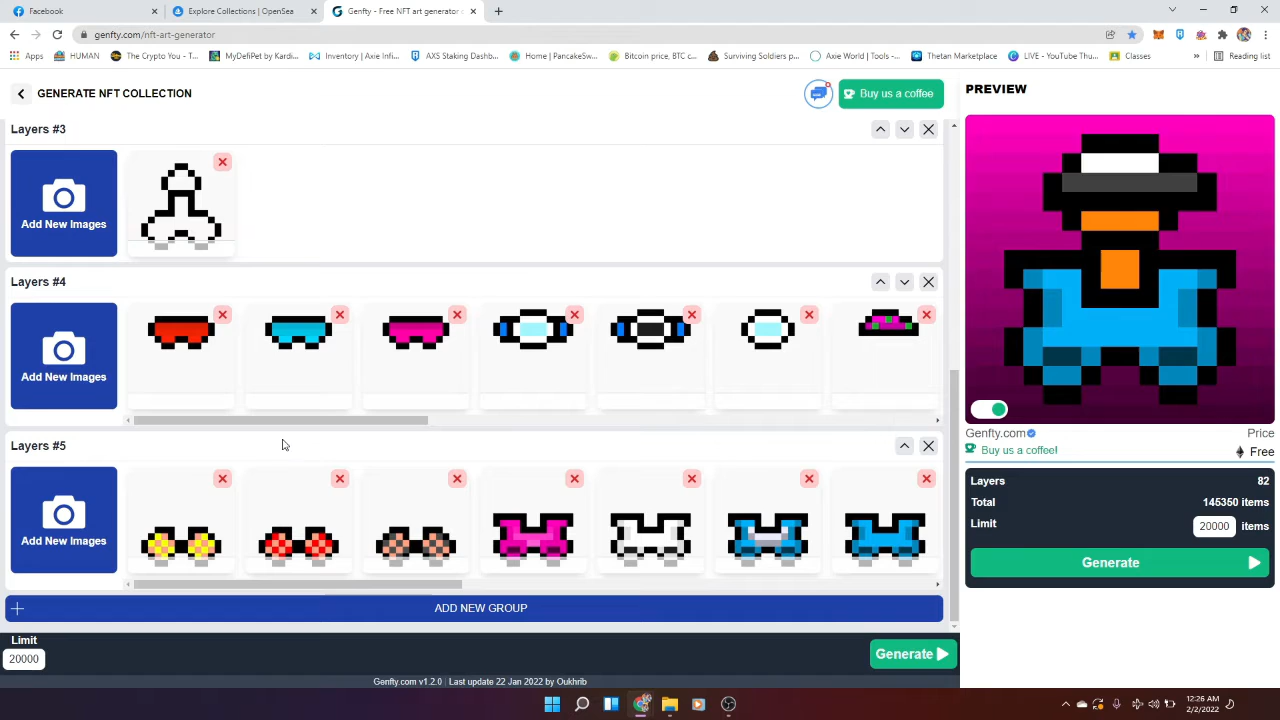 Facebook
Explore Collections | OpenSea
Genfty - Free NFT art generator c
genfty.com/nft-art-generator
Apps
HUMAN
The Crypto You - T...
MyDefiPet by Kardi...
Inventory | Axie Infi...
AXS Staking Dashb...
Home | PancakeSw...
Bitcoin price, BTC c...
Surviving Soldiers p...
Axie World | Tools -...
Thetan Marketplace
LIVE - YouTube Thu...
Classes
Reading list
GENERATE NFT COLLECTION
Buy us a coffee
PREVIEW
Layers #3
Add New Images
Layers #4
Add New Images
Layers #5
Add New Images
ADD NEW GROUP
Limit
20000
Generate
Genfty.com v1.2.0 | Last update 22 Jan 2022 by Oukhrib
Genfty.com
Price
Buy us a coffee!
Free
Layers 82
Total 145350 items
Limit 20000 items
Generate
12:26 AM
2/2/2022